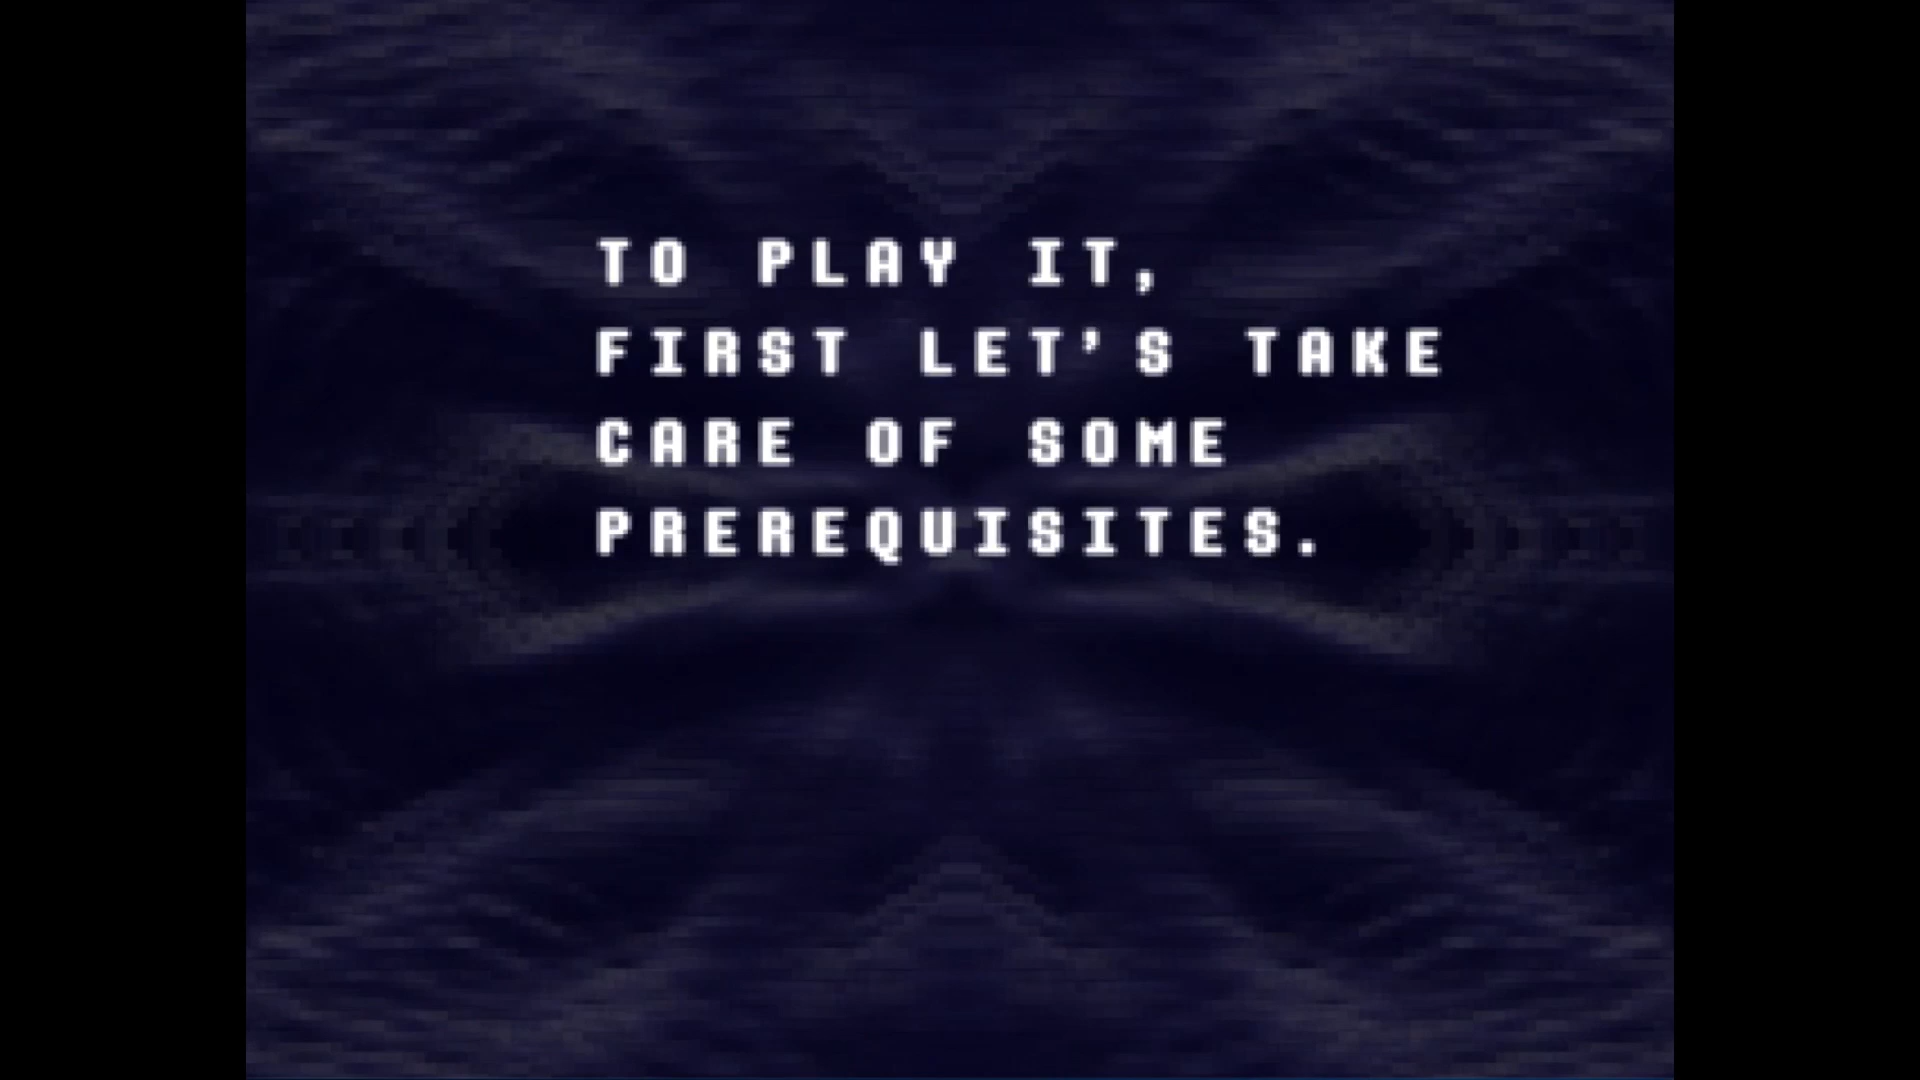 TO PLAY IT,
FIRST LET'S TAKE
CARE OF SOME
PREREQUISITES.